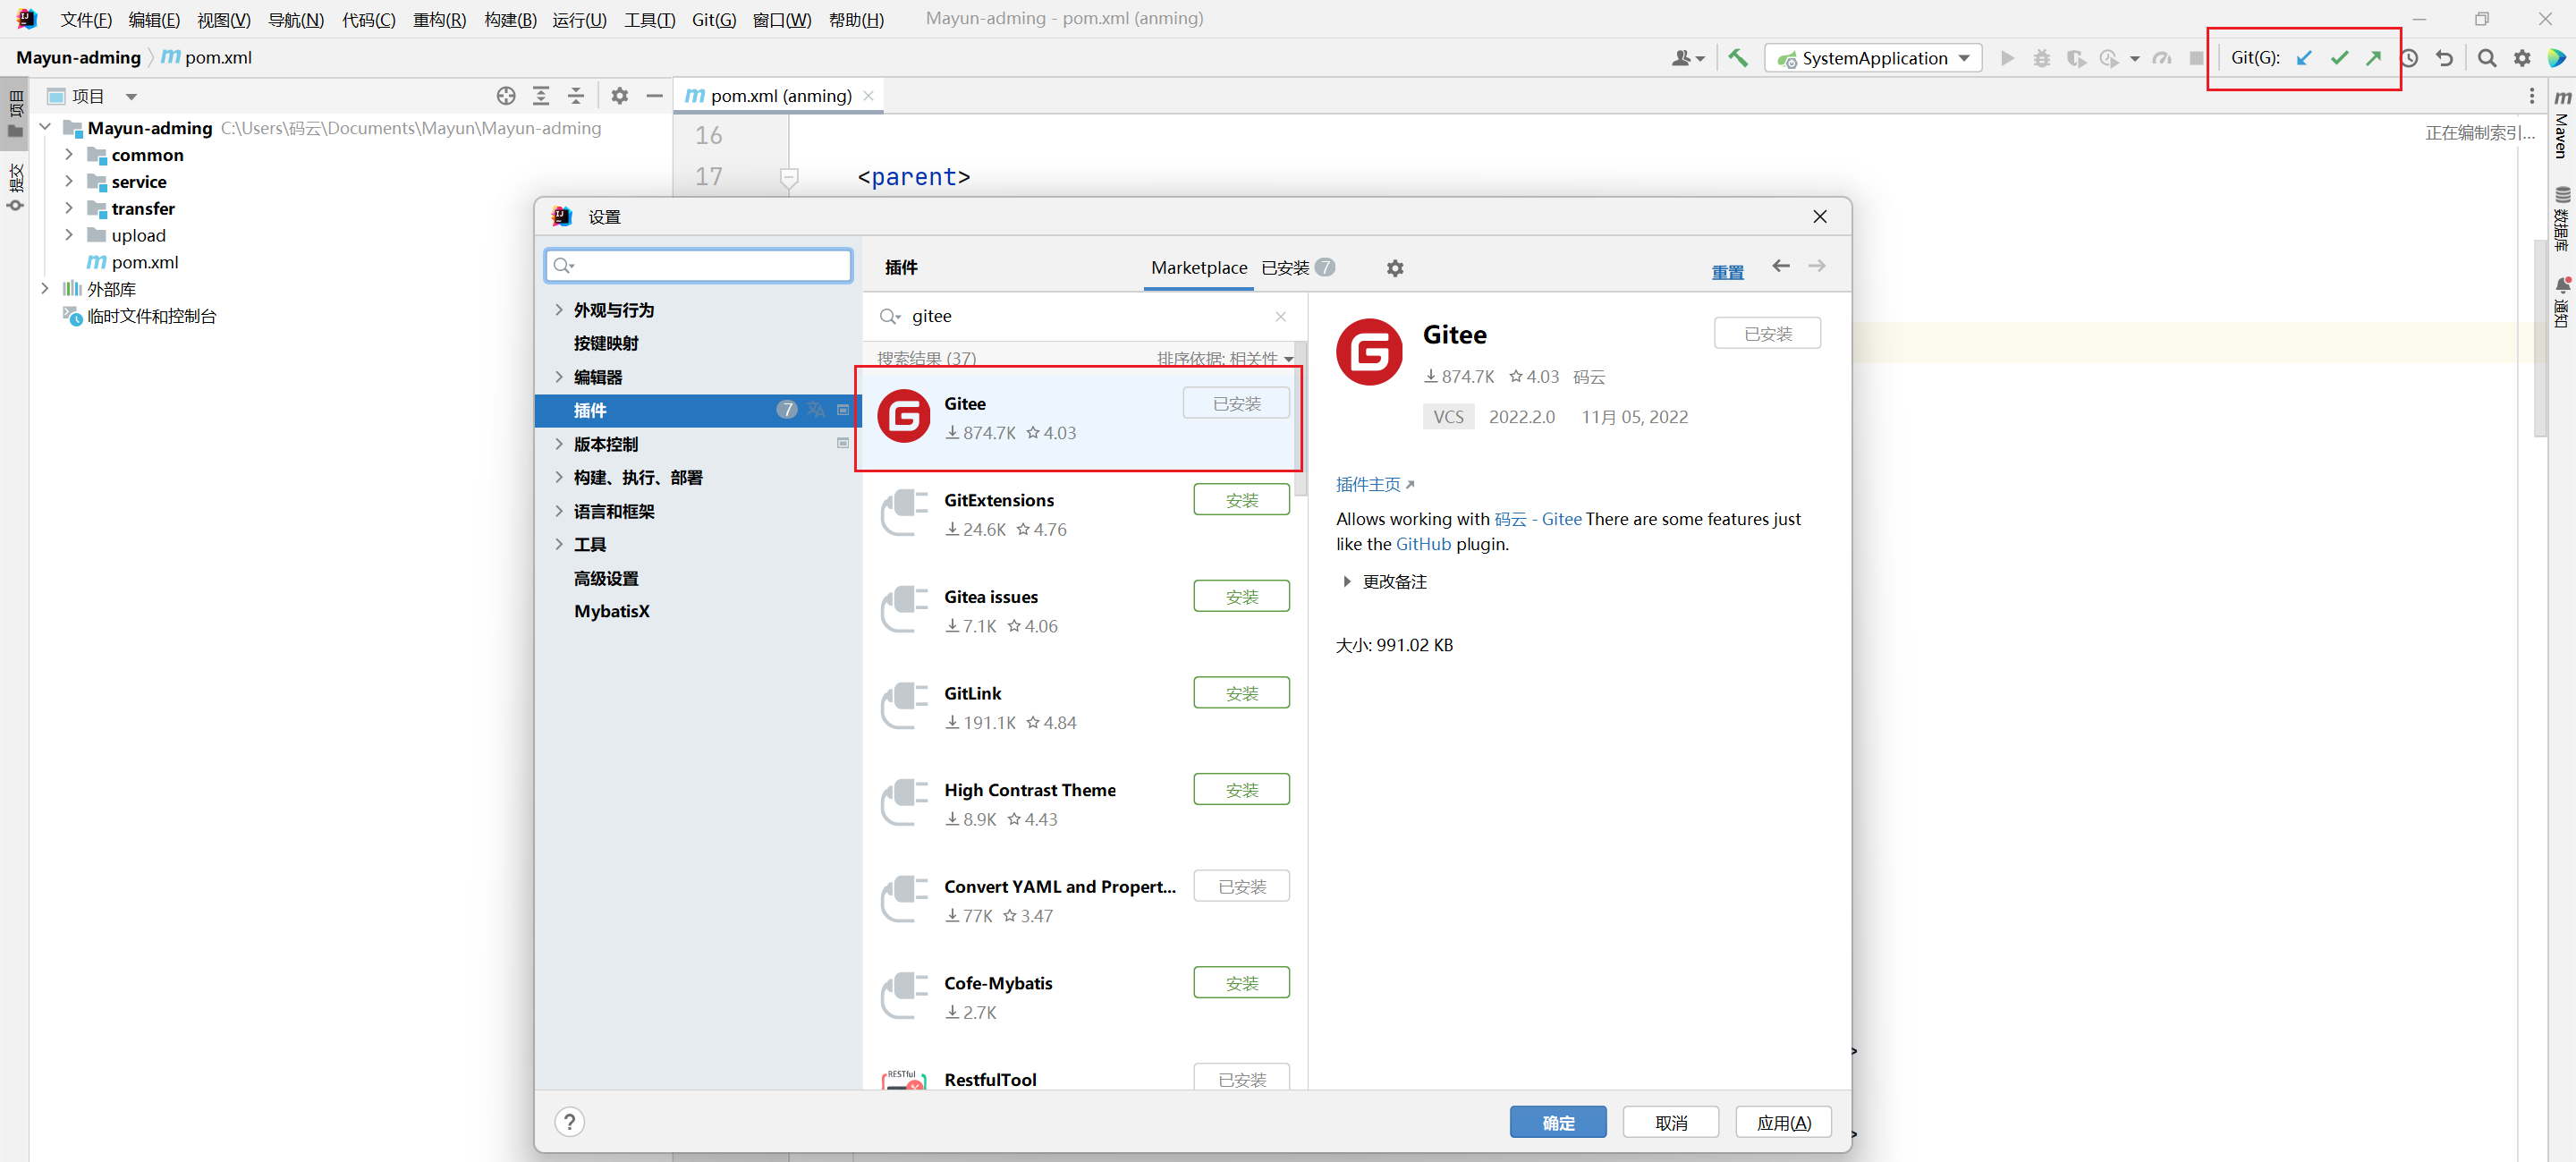 文件(F) 编辑(E) 视图(V) 导航(N) 代码(C) 重构(R) 构建(B) 运行(U) 工具(T) Git(G) 窗口(W) 帮助(H) Mayun-adming - pom.xml (anming)
Mayun-adming pom.xml SystemApplication Git(G):
项目
提交
项目
Mayun-adming C:\Users\码云\Documents\Mayun\Mayun-adming
common
service
transfer
upload
pom.xml
外部库
临时文件和控制台
pom.xml (anming)
16
17 <parent>
正在编制索引...
Maven
数据库
通知
设置
外观与行为
按键映射
编辑器
插件 7
版本控制
构建、执行、部署
语言和框架
工具
高级设置
MybatisX
插件 Marketplace 已安装 7 重置
gitee
搜索结果 (37) 排序依据: 相关性
Gitee 已安装
874.7K 4.03
GitExtensions 安装
24.6K 4.76
Gitea issues 安装
7.1K 4.06
GitLink 安装
191.1K 4.84
High Contrast Theme 安装
8.9K 4.43
Convert YAML and Propert... 已安装
77K 3.47
Cofe-Mybatis 安装
2.7K
RESTful
RestfulTool 已安装
Gitee 已安装
874.7K 4.03 码云
VCS 2022.2.0 11月 05, 2022
插件主页
Allows working with 码云 - Gitee There are some features just
like the GitHub plugin.
更改备注
大小: 991.02 KB
?
确定 取消 应用(A)